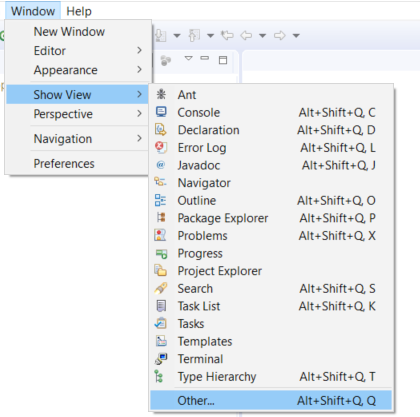 Window Help
New Window
Editor
Appearance
Show View
Perspective
Navigation
Preferences
Ant
Console Alt+Shift+Q, C
Declaration Alt+Shift+Q, D
Error Log Alt+Shift+Q, L
Javadoc Alt+Shift+Q, J
Navigator
Outline Alt+Shift+Q, O
Package Explorer Alt+Shift+Q, P
Problems Alt+Shift+Q, X
Progress
Project Explorer
Search Alt+Shift+Q, S
Task List Alt+Shift+Q, K
Tasks
Templates
Terminal
Type Hierarchy Alt+Shift+Q, T
Other... Alt+Shift+Q, Q